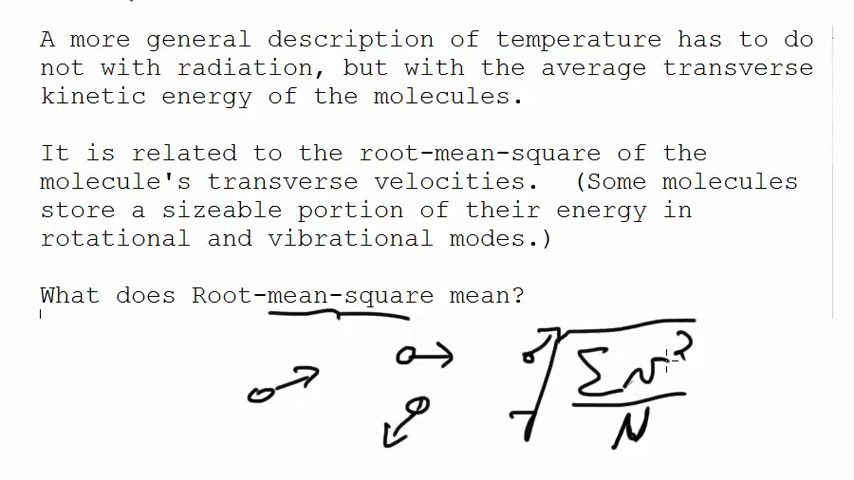 A more general description of temperature has to do
not with radiation, but with the average transverse
kinetic energy of the molecules.
It is related to the root-mean-square of the
molecule's transverse velocities. (Some molecules
store a sizeable portion of their energy in
rotational and vibrational modes.)
What does Root-mean-square mean?
√(Σv²/N)